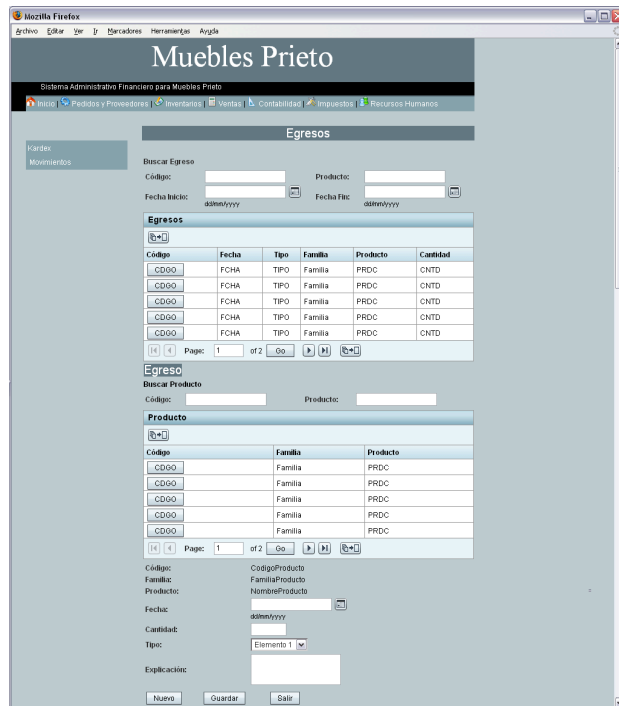 Mozilla Firefox
Archivo Editar Ver Ir Marcadores Herramientas Ayuda
Muebles Prieto
Sistema Administrativo Financiero para Muebles Prieto
Inicio | Pedidos y Proveedores | Inventarios | Ventas | Contabilidad | Impuestos | Recursos Humanos
Egresos
Kardex
Movimientos
Buscar Egreso
Código: Producto:
Fecha Inicio: Fecha Fin:
dd/mm/yyyy dd/mm/yyyy
Egresos
Código Fecha Tipo Familia Producto Cantidad
CDGO FCHA TIPO Familia PRDC CNTD
CDGO FCHA TIPO Familia PRDC CNTD
CDGO FCHA TIPO Familia PRDC CNTD
CDGO FCHA TIPO Familia PRDC CNTD
CDGO FCHA TIPO Familia PRDC CNTD
Page: 1 of 2 Go
Egreso
Buscar Producto
Código: Producto:
Producto
Código Familia Producto
CDGO Familia PRDC
CDGO Familia PRDC
CDGO Familia PRDC
CDGO Familia PRDC
CDGO Familia PRDC
Page: 1 of 2 Go
Código: CodigoProducto
Familia: FamiliaProducto
Producto: NombreProducto
Fecha:
dd/mm/yyyy
Cantidad:
Tipo: Elemento 1
Explicación:
Nuevo Guardar Salir